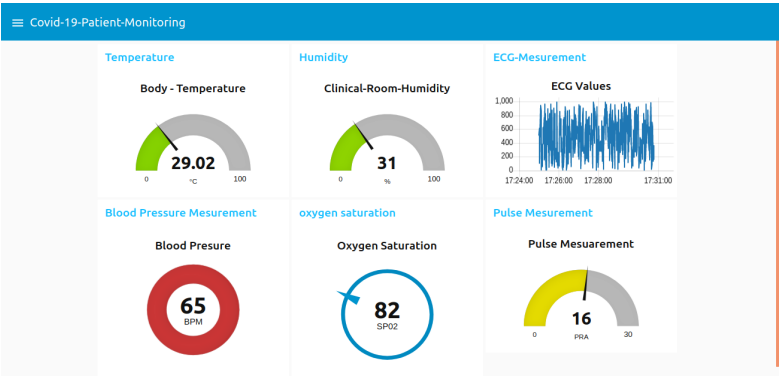 Covid-19-Patient-Monitoring
Temperature
Body - Temperature
29.02
0
°C
100
Humidity
Clinical-Room-Humidity
31
0
%
100
ECG-Mesurement
ECG Values
1,000
800
600
400
200
0
17:24:00 17:26:00 17:28:00 17:31:00
Blood Pressure Mesurement
Blood Presure
65
BPM
oxygen saturation
Oxygen Saturation
82
SP02
Pulse Mesurement
Pulse Mesuarement
16
0
PRA
30